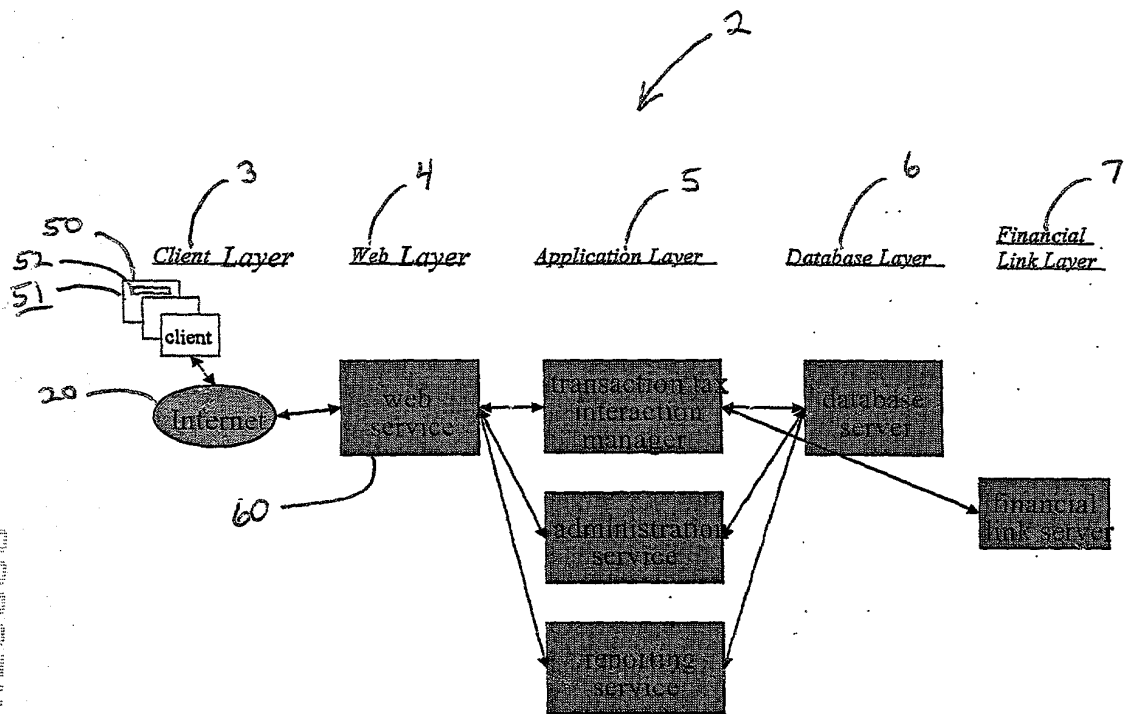 2
3
4
5
6
7
50
Client Layer
Web Layer
Application Layer
Database Layer
Financial
Link Layer
52
51
client
20
Internet
web
service
transaction tax
interaction
manager
database
server
60
administration
service
financial
link server
reporting
service